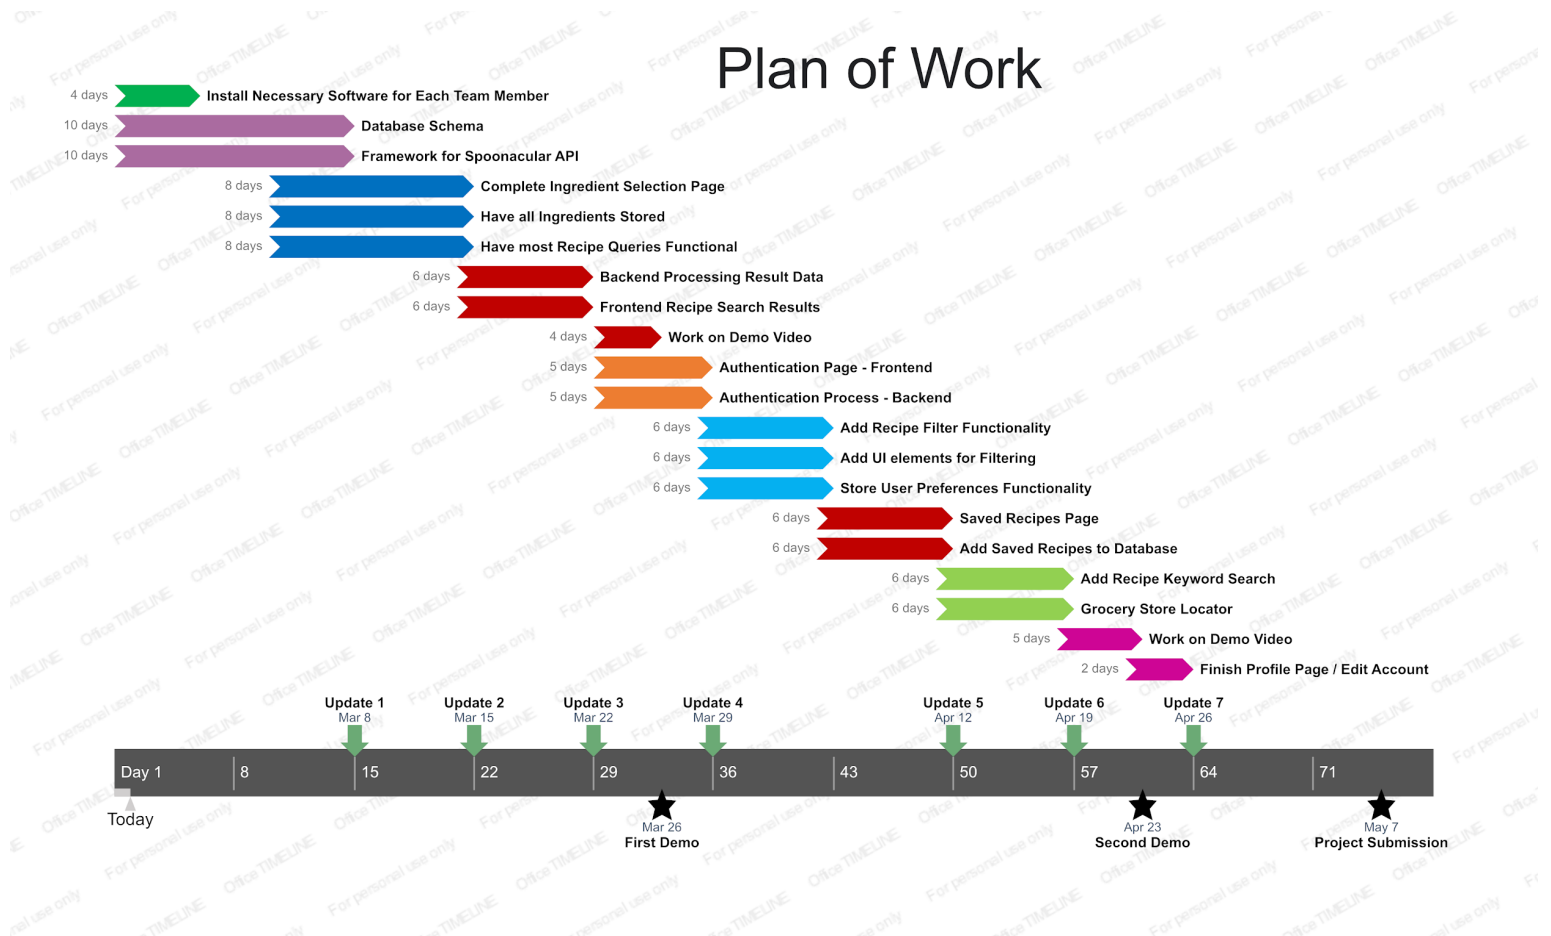 Plan of Work
4 days Install Necessary Software for Each Team Member
10 days Database Schema
10 days Framework for Spoonacular API
8 days Complete Ingredient Selection Page
8 days Have all Ingredients Stored
8 days Have most Recipe Queries Functional
6 days Backend Processing Result Data
6 days Frontend Recipe Search Results
4 days Work on Demo Video
5 days Authentication Page - Frontend
5 days Authentication Process - Backend
6 days Add Recipe Filter Functionality
6 days Add UI elements for Filtering
6 days Store User Preferences Functionality
6 days Saved Recipes Page
6 days Add Saved Recipes to Database
6 days Add Recipe Keyword Search
6 days Grocery Store Locator
5 days Work on Demo Video
2 days Finish Profile Page / Edit Account
Update 1 Update 2 Update 3 Update 4 Update 5 Update 6 Update 7
Mar 8 Mar 15 Mar 22 Mar 29 Apr 12 Apr 19 Apr 26
Day 1 8 15 22 29 36 43 50 57 64 71
Today
Mar 26 Apr 23 May 7
First Demo Second Demo Project Submission
For personal use only
Office TIMELINE